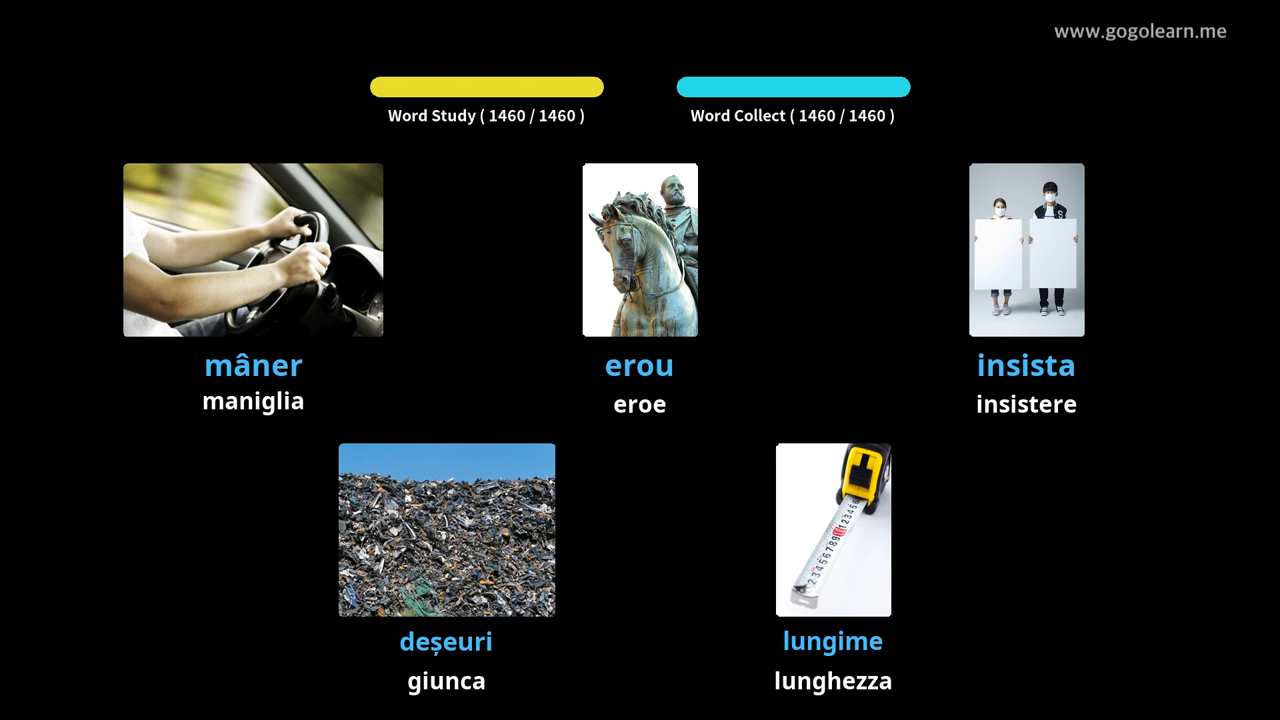 www.gogolearn.me
Word Study ( 1460 / 1460 )
Word Collect ( 1460 / 1460 )
mâner
maniglia
erou
eroe
insista
insistere
deșeuri
giunca
lungime
lunghezza